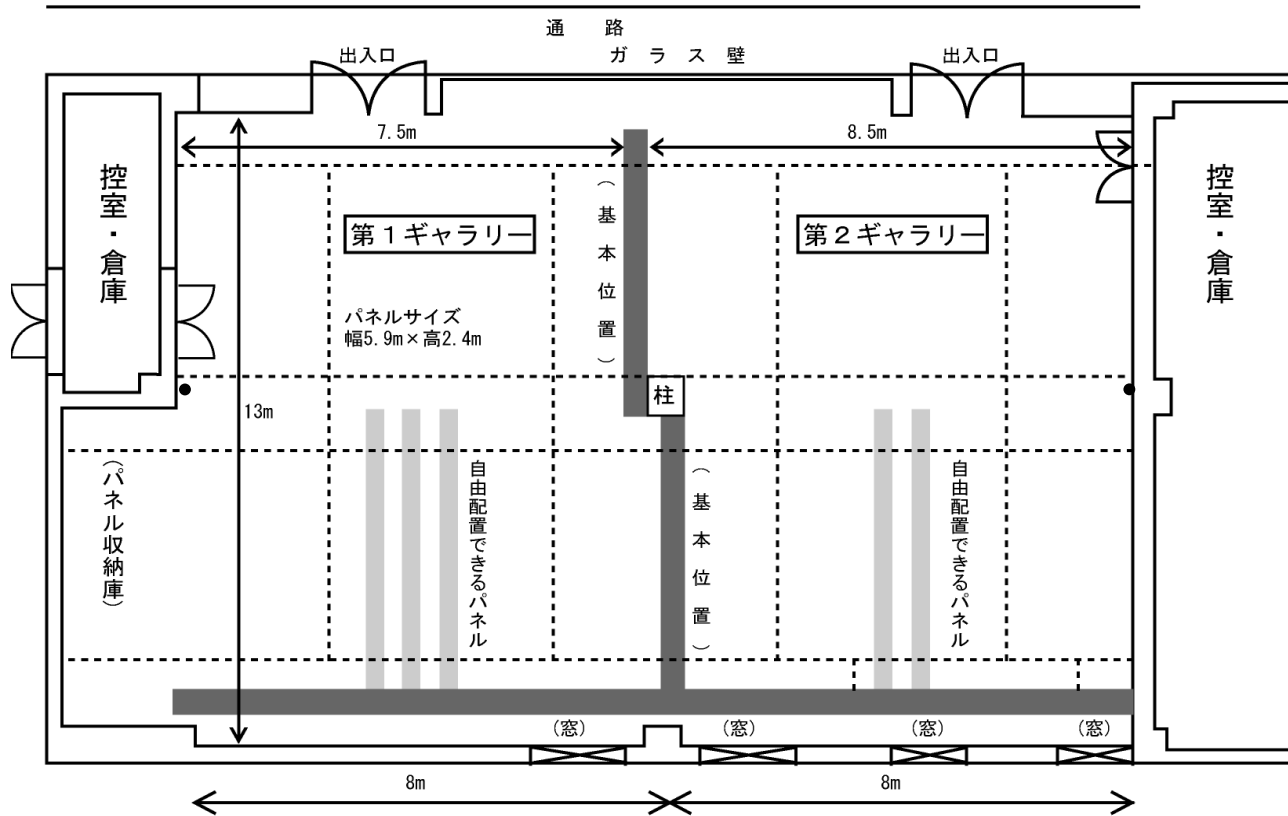 通路
ガラス壁
出入口
出入口
7.5m
8.5m
控室・倉庫
第１ギャラリー
（基本位置）
第２ギャラリー
控室・倉庫
パネルサイズ
幅5.9m×高2.4m
柱
13m
（パネル収納庫）
自由配置できるパネル
（基本位置）
自由配置できるパネル
（窓）
（窓）
（窓）
（窓）
8m
8m